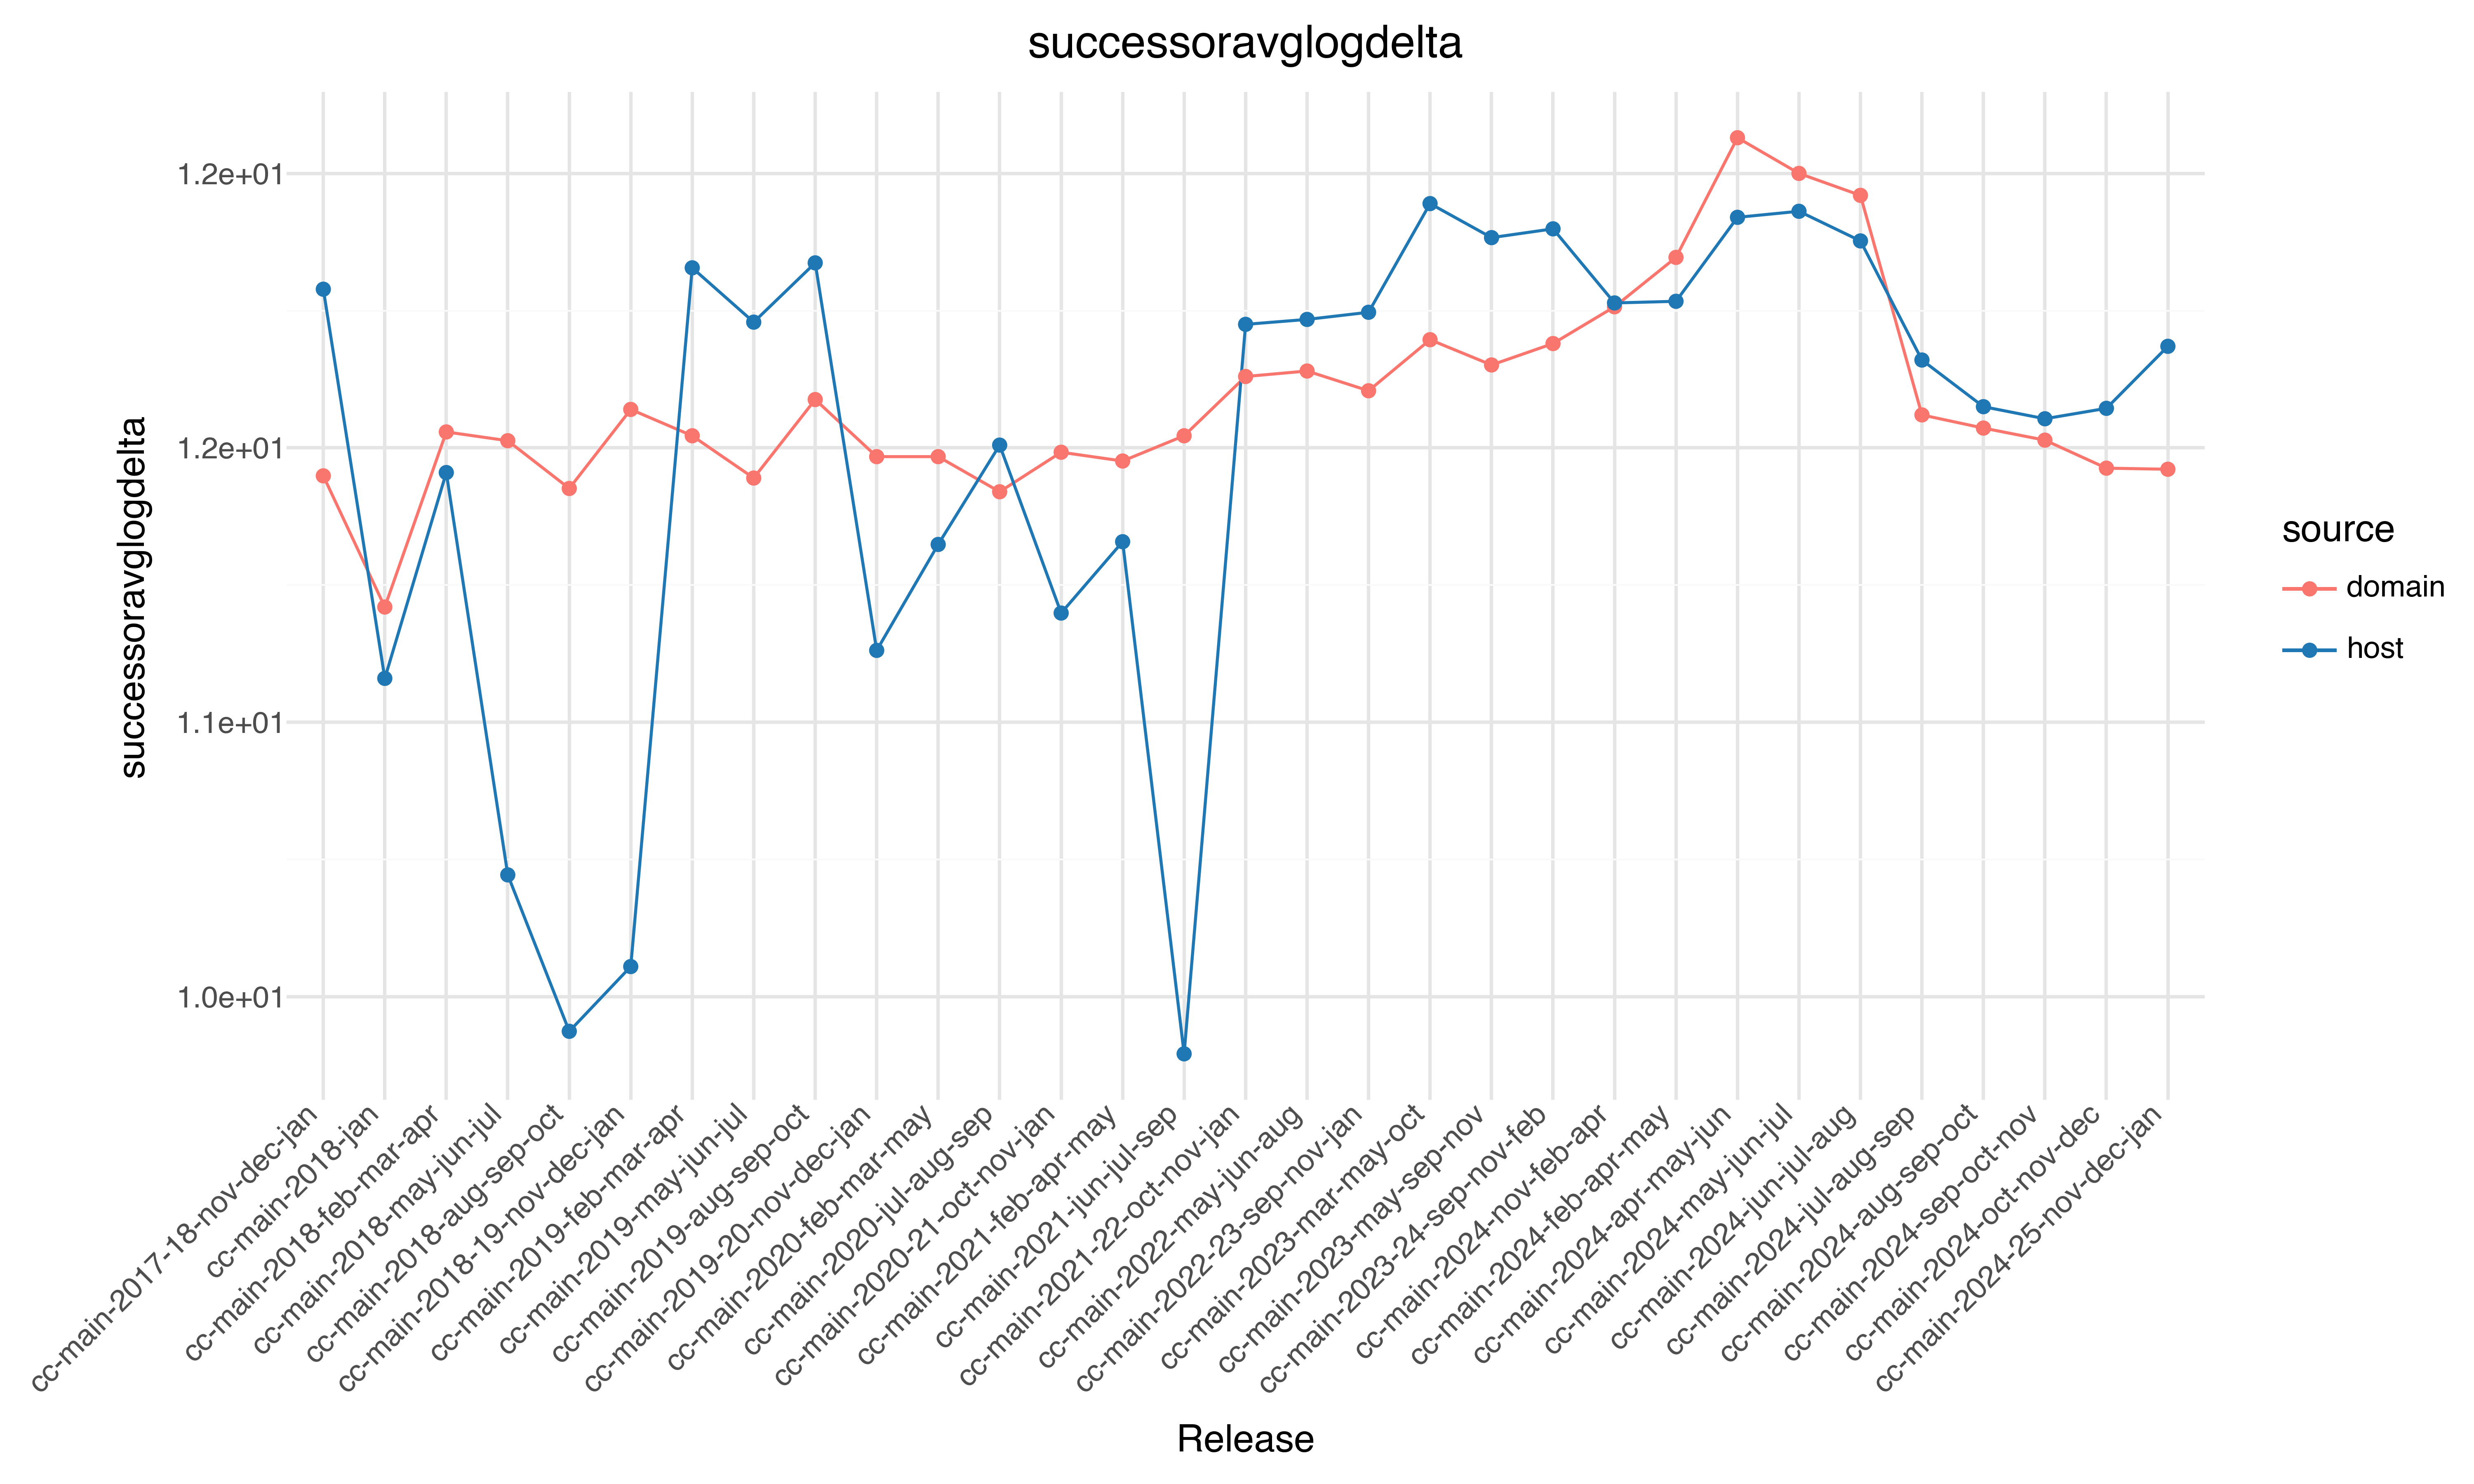 successoravglogdelta
successoravglogdelta
1.2e+01
1.2e+01
1.1e+01
1.0e+01
cc-main-2017-18-nov-dec-jan
cc-main-2018-jan
cc-main-2018-feb-mar-apr
cc-main-2018-may-jun-jul
cc-main-2018-aug-sep-oct
cc-main-2018-19-nov-dec-jan
cc-main-2019-feb-mar-apr
cc-main-2019-may-jun-jul
cc-main-2019-aug-sep-oct
cc-main-2019-20-nov-dec-jan
cc-main-2020-feb-mar-may
cc-main-2020-jul-aug-sep
cc-main-2020-21-oct-nov-jan
cc-main-2021-feb-apr-may
cc-main-2021-jun-jul-sep
cc-main-2021-22-oct-nov-jan
cc-main-2022-may-jun-aug
cc-main-2022-23-sep-nov-jan
cc-main-2023-mar-may-oct
cc-main-2023-may-sep-nov
cc-main-2023-24-sep-nov-feb
cc-main-2024-nov-feb-apr
cc-main-2024-feb-apr-may
cc-main-2024-apr-may-jun
cc-main-2024-may-jun-jul
cc-main-2024-jun-jul-aug
cc-main-2024-jul-aug-sep
cc-main-2024-aug-sep-oct
cc-main-2024-sep-oct-nov
cc-main-2024-oct-nov-dec
cc-main-2024-25-nov-dec-jan
Release
source
domain
host